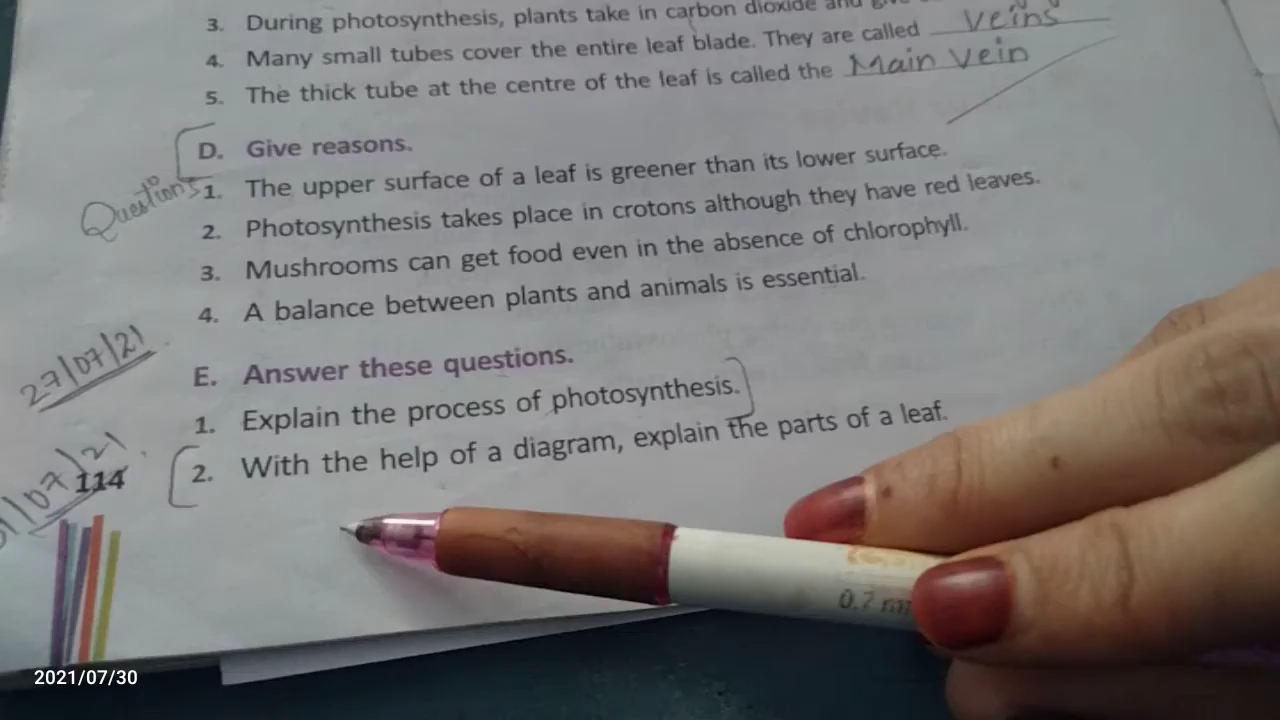 3. During photosynthesis, plants take in carbon dioxide and
4. Many small tubes cover the entire leaf blade. They are called veins
5. The thick tube at the centre of the leaf is called the Main vein
D. Give reasons.
Questions
1. The upper surface of a leaf is greener than its lower surface.
2. Photosynthesis takes place in crotons although they have red leaves.
3. Mushrooms can get food even in the absence of chlorophyll.
4. A balance between plants and animals is essential.
27/07/21
E. Answer these questions.
1. Explain the process of photosynthesis.
2. With the help of a diagram, explain the parts of a leaf.
/07/21
114
0.7
2021/07/30